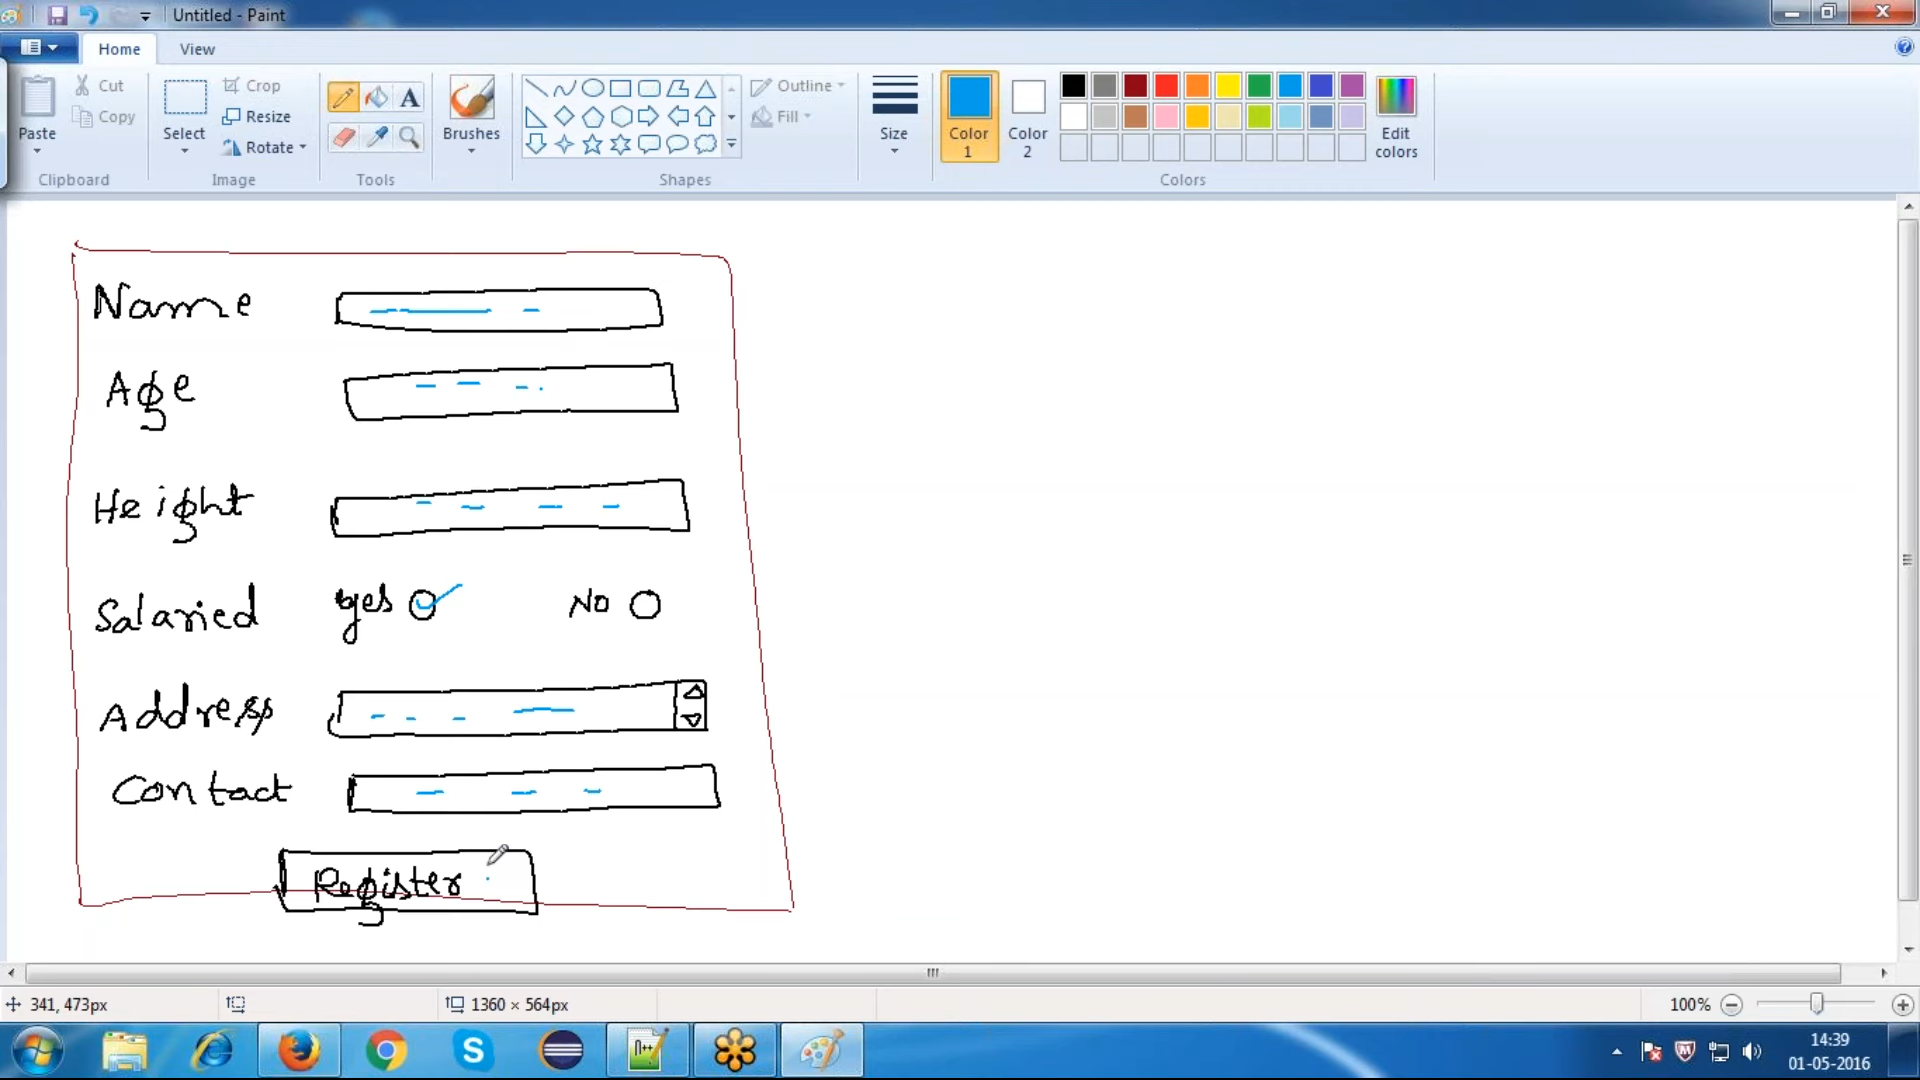 Untitled - Paint
Home View
Cut
Copy
Paste
Clipboard
Select
Crop
Resize
Rotate
Image
A
Tools
Brushes
Shapes
Outline
Fill
Size
Color 1
Color 2
Edit colors
Colors
Name
Age
Height
Salaried yes No
Address
Contact
Register
341, 473px
1360 × 564px
100%
14:39
01-05-2016